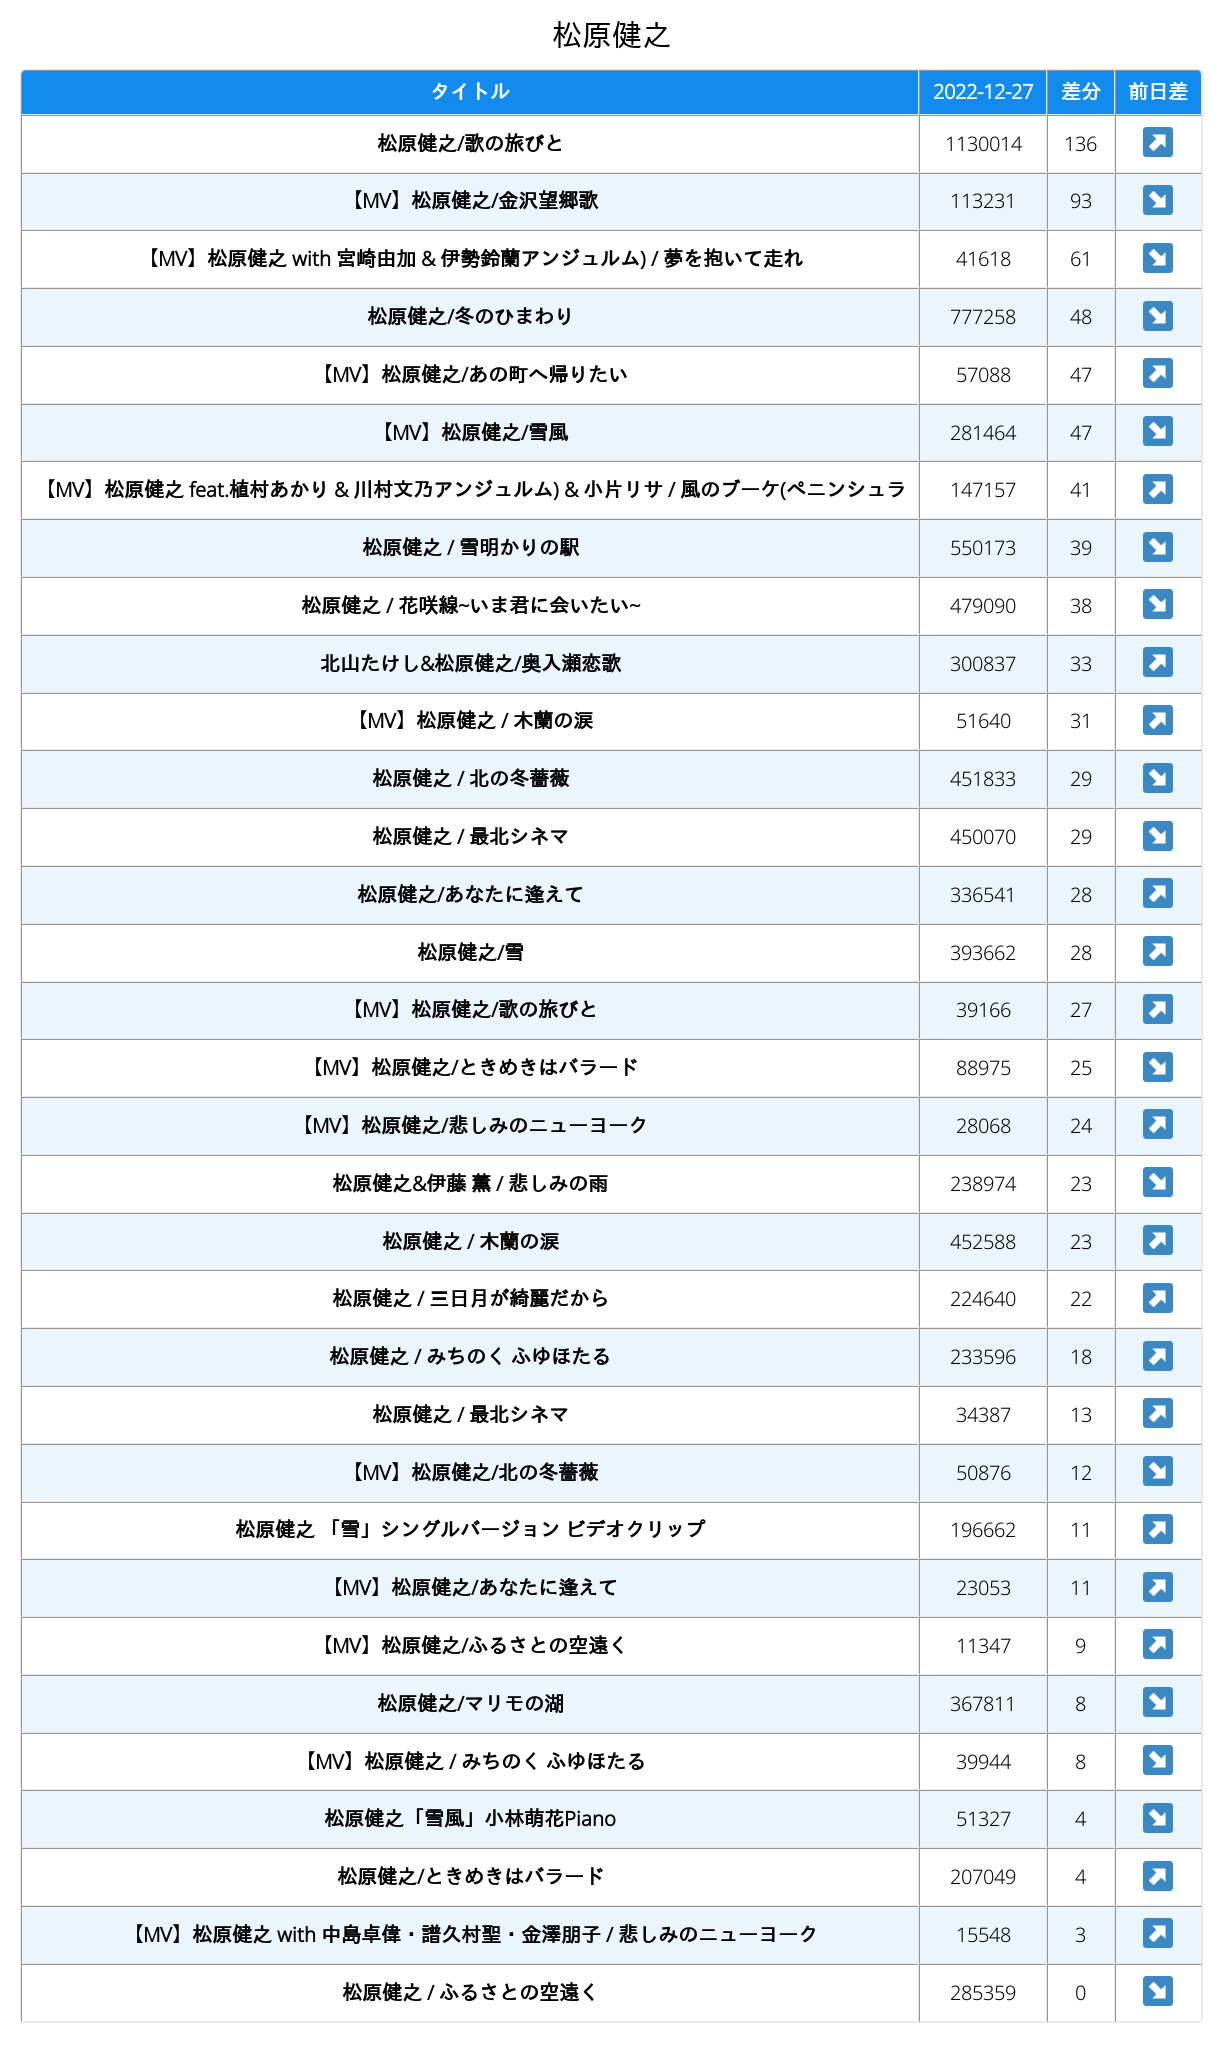 松原健之
タイトル 2022-12-27 差分 前日差
松原健之/歌の旅びと 1130014 136 ↗
【MV】松原健之/金沢望郷歌 113231 93 ↘
【MV】松原健之 with 宮崎由加 & 伊勢鈴蘭アンジュルム) / 夢を抱いて走れ 41618 61 ↘
松原健之/冬のひまわり 777258 48 ↘
【MV】松原健之/あの町へ帰りたい 57088 47 ↗
【MV】松原健之/雪風 281464 47 ↘
【MV】松原健之 feat.植村あかり & 川村文乃アンジュルム) & 小片リサ / 風のブーケ(ペニンシュラ 147157 41 ↗
松原健之 / 雪明かりの駅 550173 39 ↘
松原健之 / 花咲線~いま君に会いたい~ 479090 38 ↘
北山たけし&松原健之/奥入瀬恋歌 300837 33 ↗
【MV】松原健之 / 木蘭の涙 51640 31 ↗
松原健之 / 北の冬薔薇 451833 29 ↘
松原健之 / 最北シネマ 450070 29 ↘
松原健之/あなたに逢えて 336541 28 ↗
松原健之/雪 393662 28 ↗
【MV】松原健之/歌の旅びと 39166 27 ↗
【MV】松原健之/ときめきはバラード 88975 25 ↘
【MV】松原健之/悲しみのニューヨーク 28068 24 ↗
松原健之&伊藤 薫 / 悲しみの雨 238974 23 ↘
松原健之 / 木蘭の涙 452588 23 ↗
松原健之 / 三日月が綺麗だから 224640 22 ↗
松原健之 / みちのく ふゆほたる 233596 18 ↗
松原健之 / 最北シネマ 34387 13 ↗
【MV】松原健之/北の冬薔薇 50876 12 ↘
松原健之 「雪」シングルバージョン ビデオクリップ 196662 11 ↗
【MV】松原健之/あなたに逢えて 23053 11 ↗
【MV】松原健之/ふるさとの空遠く 11347 9 ↗
松原健之/マリモの湖 367811 8 ↘
【MV】松原健之 / みちのく ふゆほたる 39944 8 ↘
松原健之「雪風」小林萌花Piano 51327 4 ↘
松原健之/ときめきはバラード 207049 4 ↗
【MV】松原健之 with 中島卓偉・譜久村聖・金澤朋子 / 悲しみのニューヨーク 15548 3 ↗
松原健之 / ふるさとの空遠く 285359 0 ↘